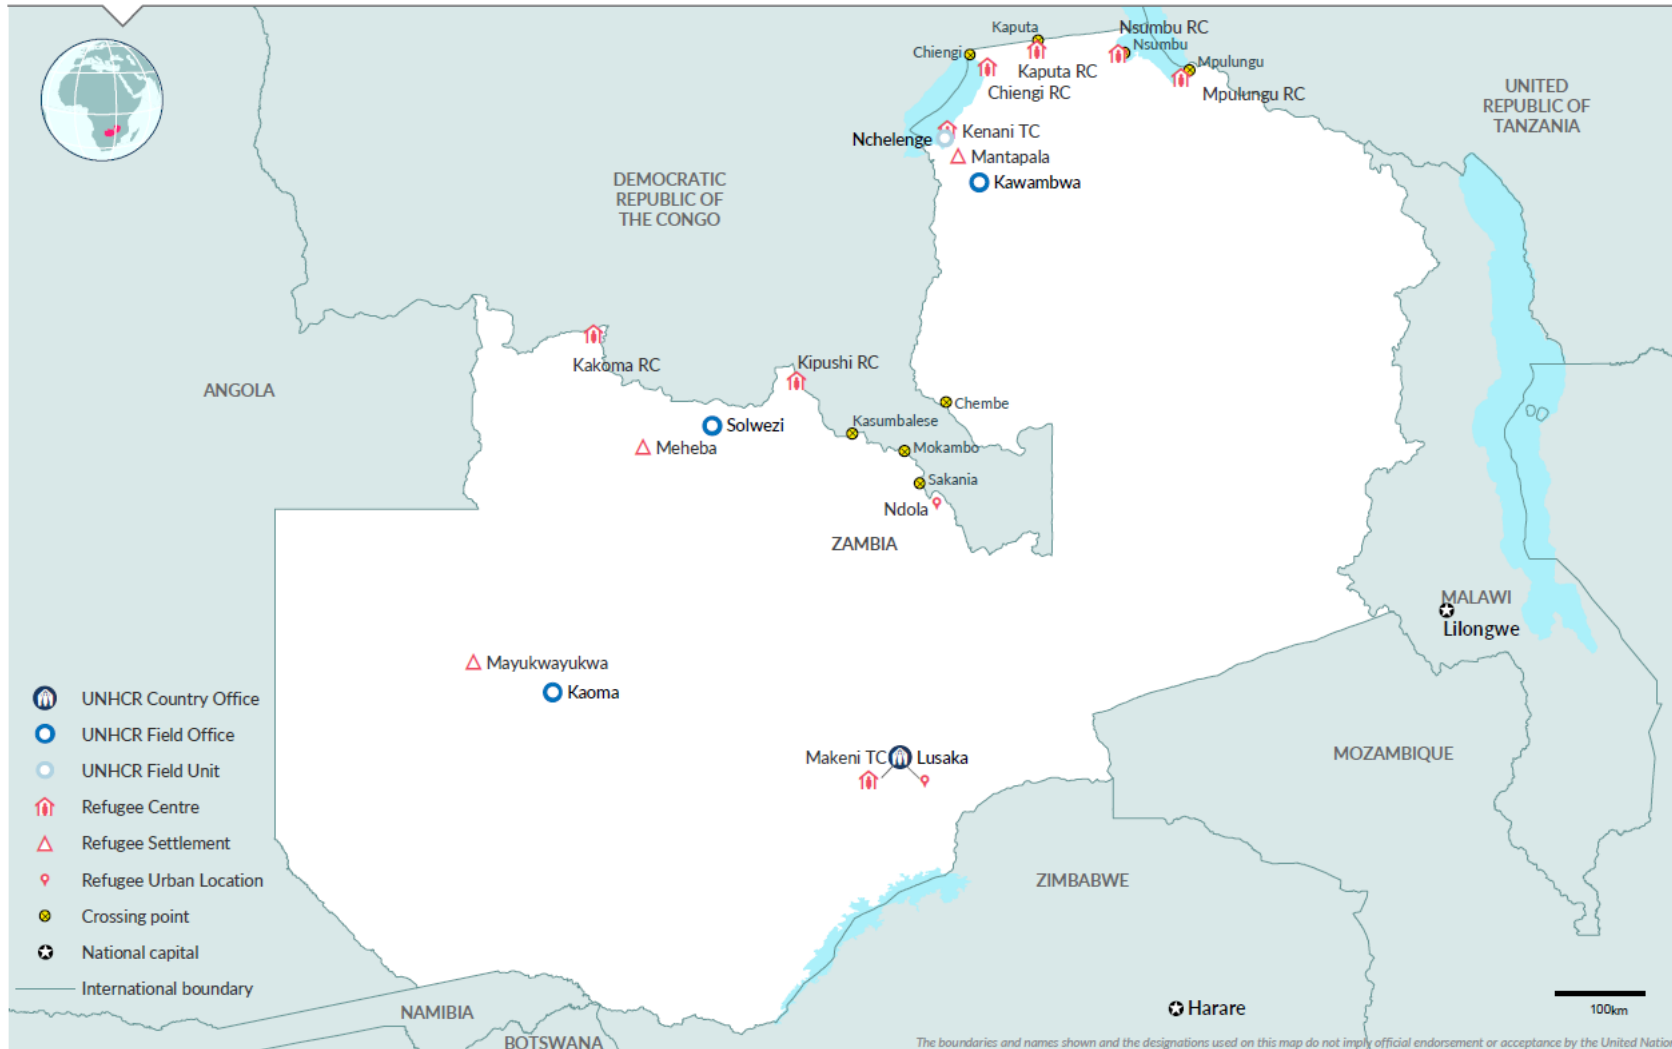 Kaputa
Nsumbu RC
Chiengi
Nsumbu
Kaputa RC
Mpulungu
Chiengi RC
Mpulungu RC
UNITED
REPUBLIC OF
TANZANIA
Nchelenge
Kenani TC
Mantapala
Kawambwa
DEMOCRATIC
REPUBLIC OF
THE CONGO
Kakoma RC
Kipushi RC
ANGOLA
Chembe
Kasumbalese
Solwezi
Meheba
Mokambo
Sakania
Ndola
ZAMBIA
MALAWI
Lilongwe
Mayukwayukwa
Kaoma
Makeni TC
Lusaka
MOZAMBIQUE
ZIMBABWE
UNHCR Country Office
UNHCR Field Office
UNHCR Field Unit
Refugee Centre
Refugee Settlement
Refugee Urban Location
Crossing point
National capital
International boundary
NAMIBIA
BOTSWANA
Harare
100km
The boundaries and names shown and the designations used on this map do not imply official endorsement or acceptance by the United Nation